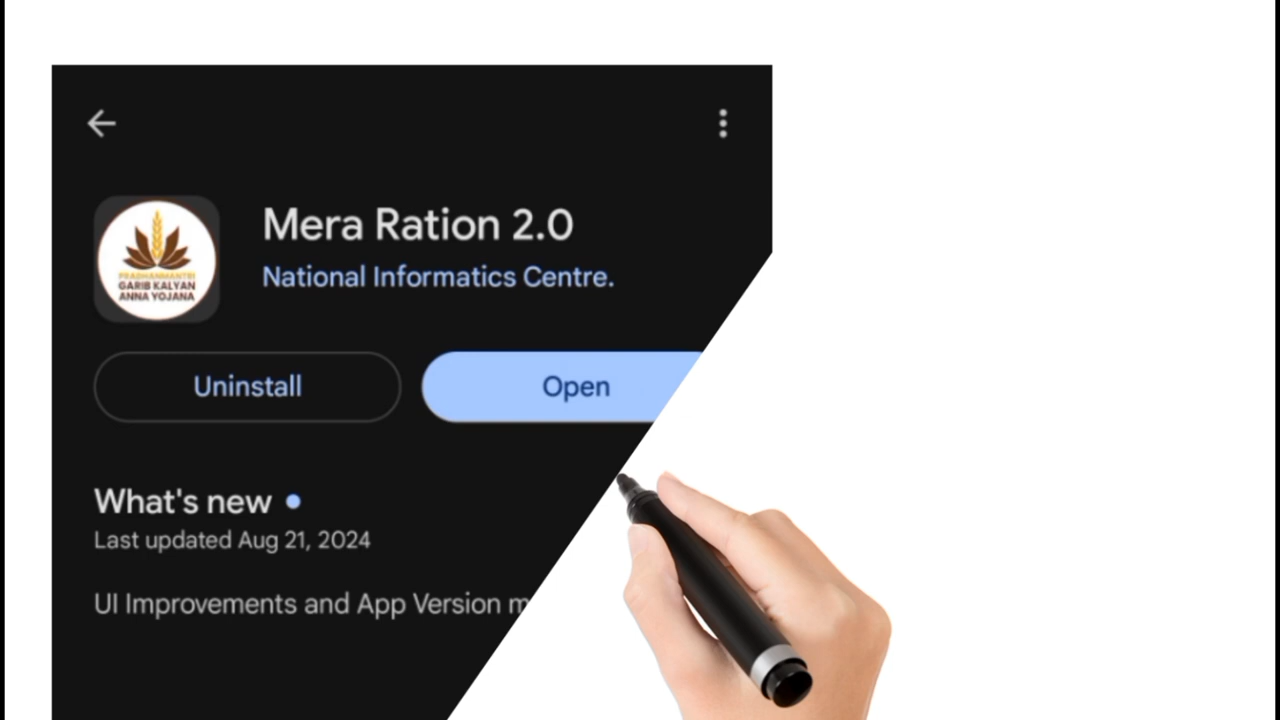 Mera Ration 2.0
National Informatics Centre.
PRADHANMANTRI
GARIB KALYAN
ANNA YOJANA
Uninstall
Open
What's new
Last updated Aug 21, 2024
UI Improvements and App Version m